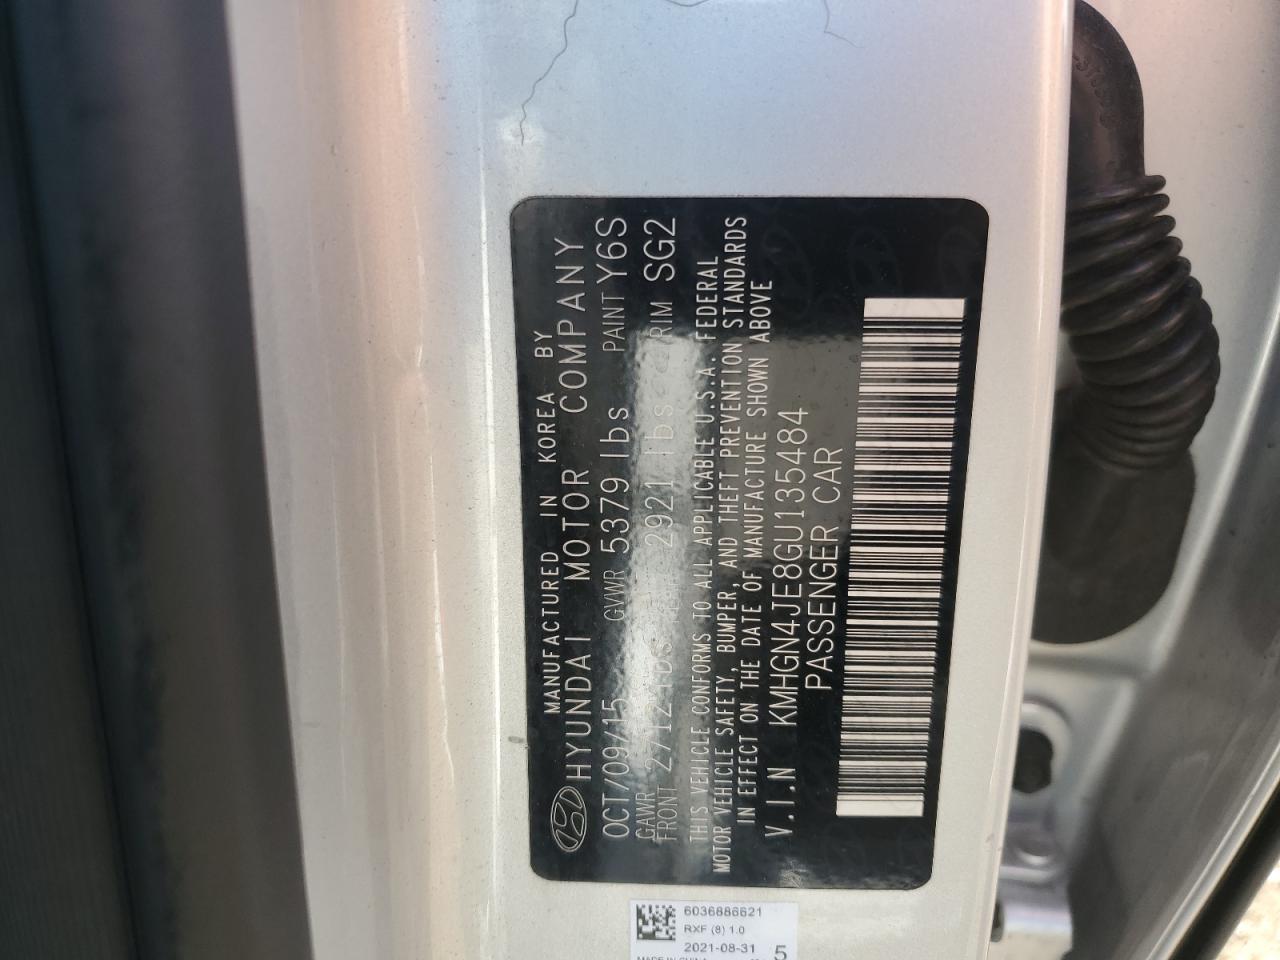 MANUFACTURED IN KOREA BY
HYUNDAI MOTOR COMPANY
OCT/09/15 GVWR 5379 lbs PAINT Y6S
GAWR
FRONT 2712 lbs 2921 lbs TRIM SG2
THIS VEHICLE CONFORMS TO ALL APPLICABLE U.S.A. FEDERAL
MOTOR VEHICLE SAFETY, BUMPER, AND THEFT PREVENTION STANDARDS
IN EFFECT ON THE DATE OF MANUFACTURE SHOWN ABOVE
V.I.N KMHGN4JE8GU135484
PASSENGER CAR
6036886621
RXF (8) 1.0
2021-08-31 5